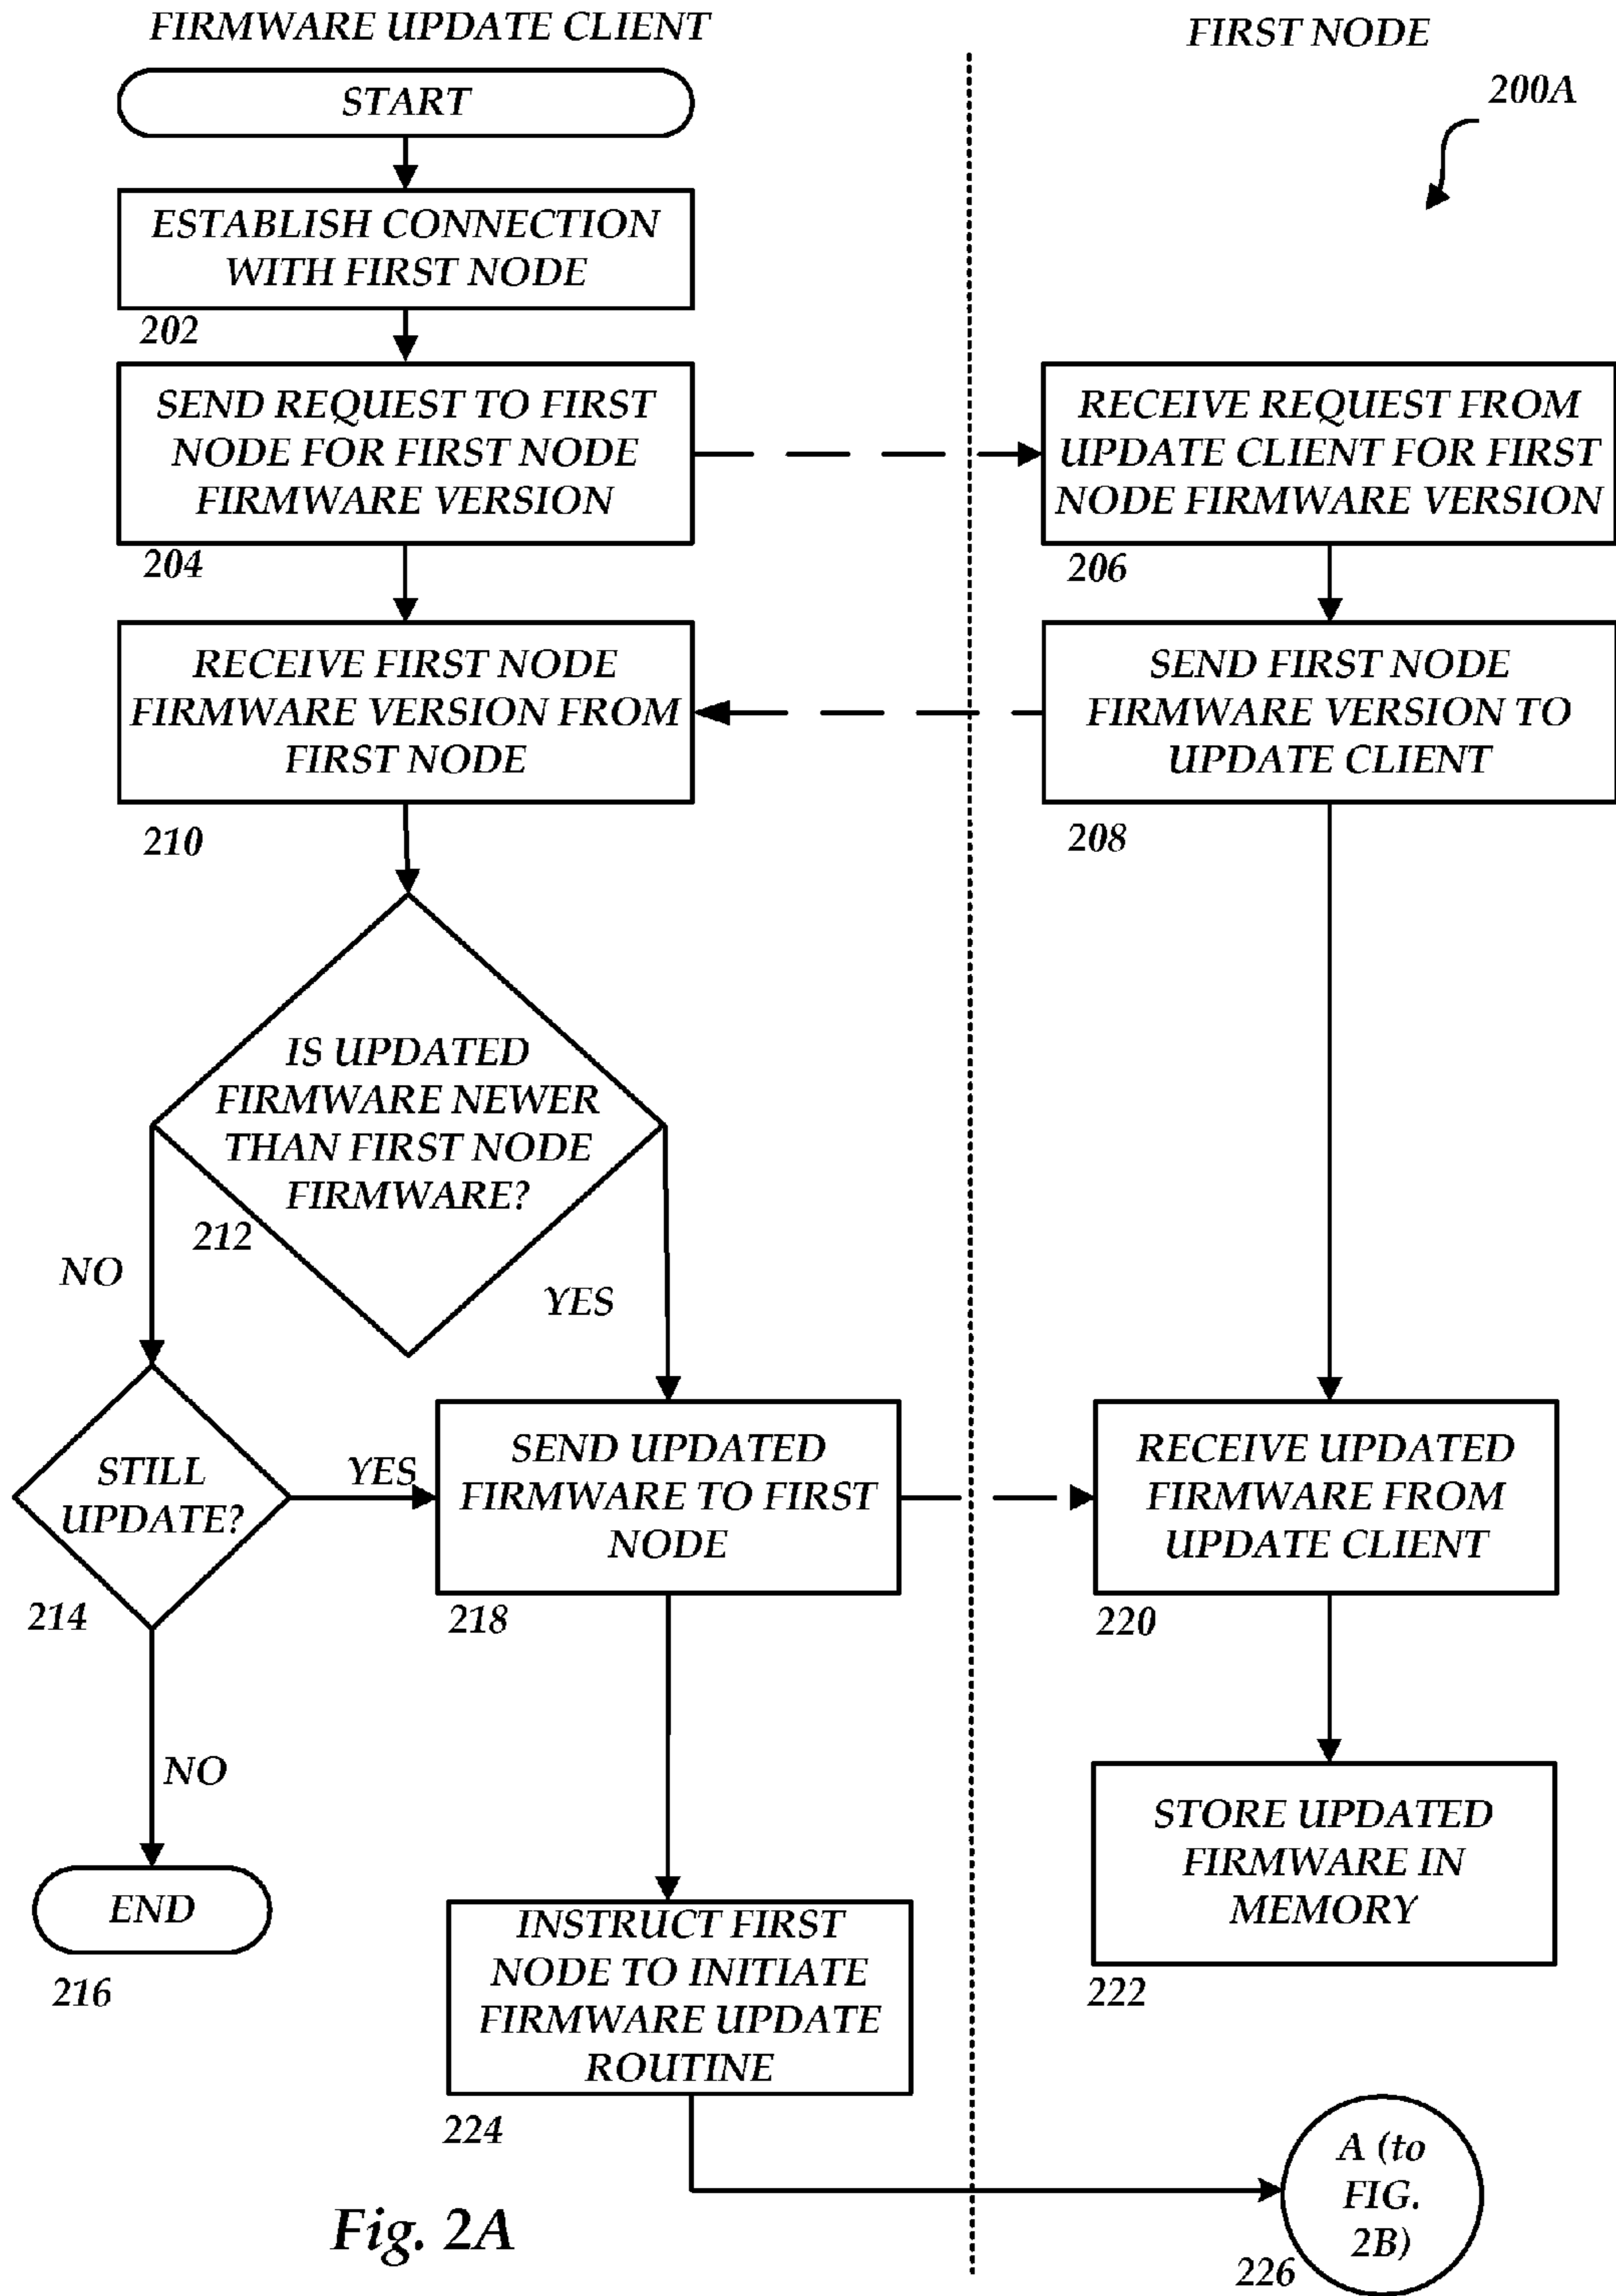 FIRMWARE UPDATE CLIENT
FIRST NODE
200A
START
ESTABLISH CONNECTION
WITH FIRST NODE
202
SEND REQUEST TO FIRST
NODE FOR FIRST NODE
FIRMWARE VERSION
204
RECEIVE REQUEST FROM
UPDATE CLIENT FOR FIRST
NODE FIRMWARE VERSION
206
RECEIVE FIRST NODE
FIRMWARE VERSION FROM
FIRST NODE
210
SEND FIRST NODE
FIRMWARE VERSION TO
UPDATE CLIENT
208
IS UPDATED
FIRMWARE NEWER
THAN FIRST NODE
FIRMWARE?
212
NO
YES
STILL
UPDATE?
214
YES
SEND UPDATED
FIRMWARE TO FIRST
NODE
218
RECEIVE UPDATED
FIRMWARE FROM
UPDATE CLIENT
220
NO
END
216
STORE UPDATED
FIRMWARE IN
MEMORY
222
INSTRUCT FIRST
NODE TO INITIATE
FIRMWARE UPDATE
ROUTINE
224
A (to
FIG.
2B)
226
Fig. 2A